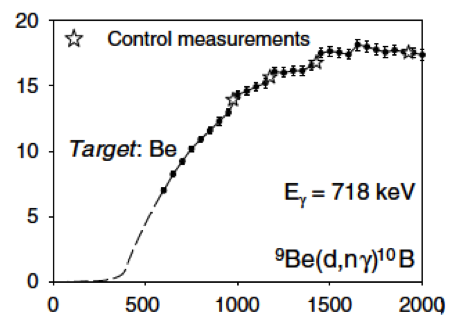 20
Control measurements
15
10
Target: Be
Eγ = 718 keV
5
⁹Be(d,nγ)¹⁰B
0
0 500 1000 1500 2000